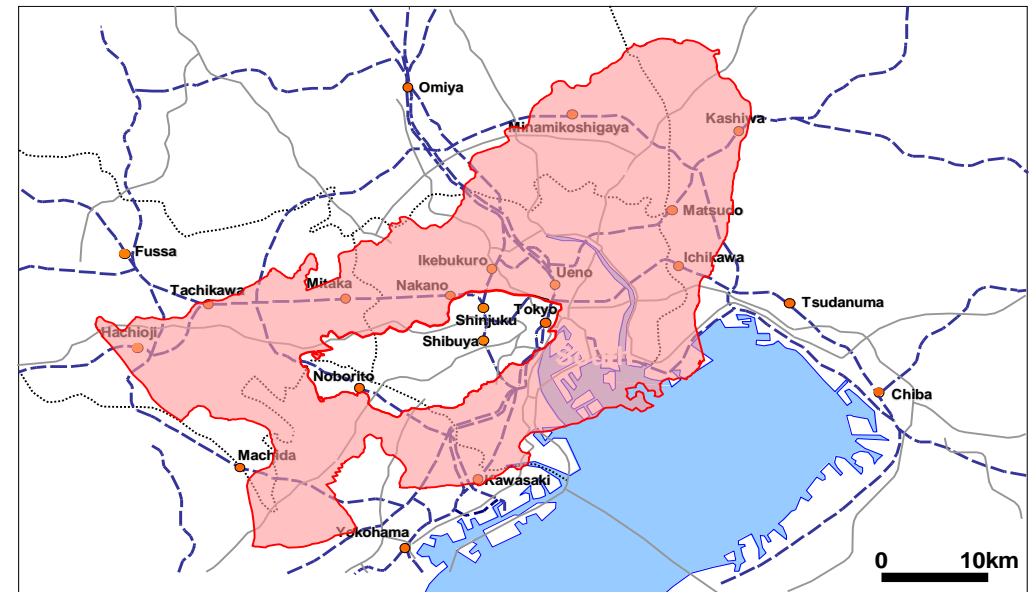 Omiya
Minamikoshigaya
Kashiwa
Matsudo
Fussa
Ikebukuro
Ichikawa
Ueno
Tachikawa
Mitaka
Nakano
Tsudanuma
Tokyo
Shinjuku
Hachioji
Shibuya
Noborito
Chiba
Machida
Kawasaki
Yokohama
0 10km